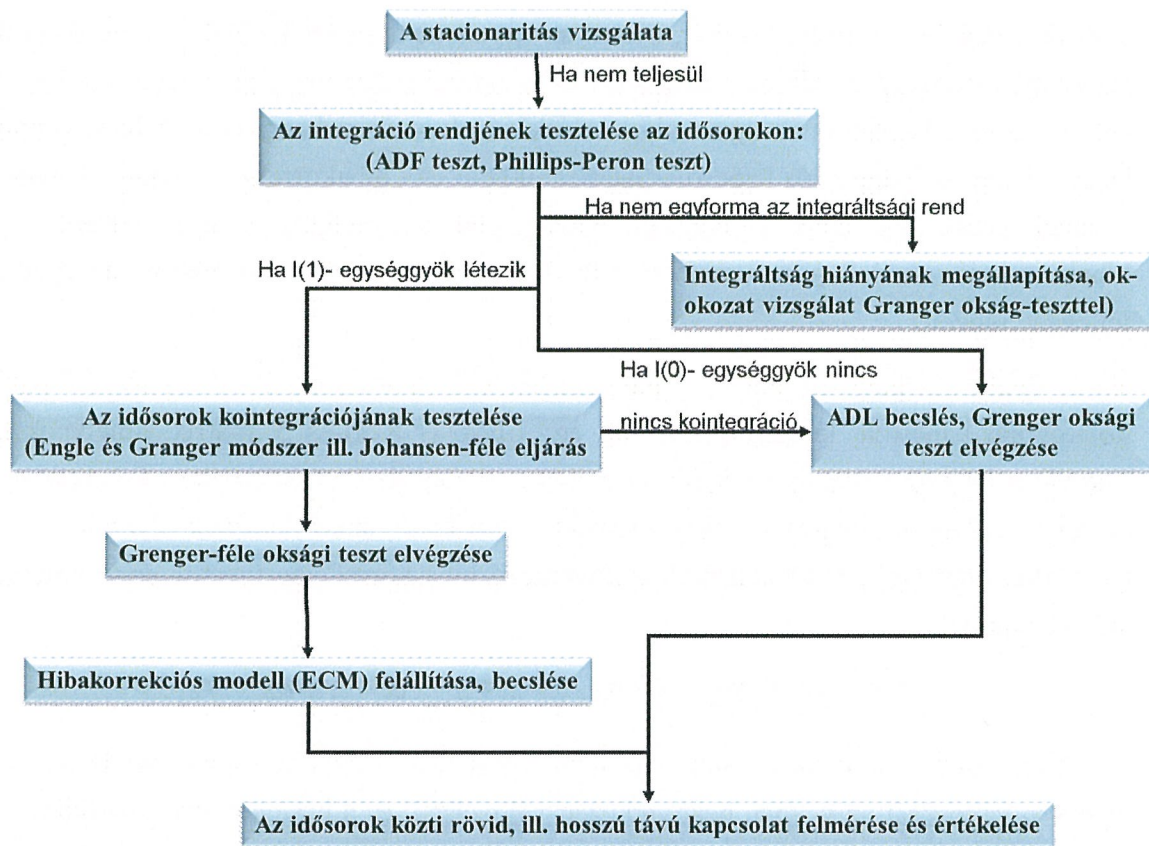 A stacionaritás vizsgálata
Ha nem teljesül
Az integráció rendjének tesztelése az idősorokon:
(ADF teszt, Phillips-Peron teszt)
Ha nem egyforma az integráltsági rend
Ha I(1)- egységgyök létezik
Integráltság hiányának megállapítása, ok-
okozat vizsgálat Granger okság-teszttel)
Ha I(0)- egységgyök nincs
Az idősorok kointegrációjának tesztelése
(Engle és Granger módszer ill. Johansen-féle eljárás
nincs kointegráció
ADL becslés, Grenger oksági
teszt elvégzése
Grenger-féle oksági teszt elvégzése
Hibakorrekciós modell (ECM) felállítása, becslése
Az idősorok közti rövid, ill. hosszú távú kapcsolat felmérése és értékelése